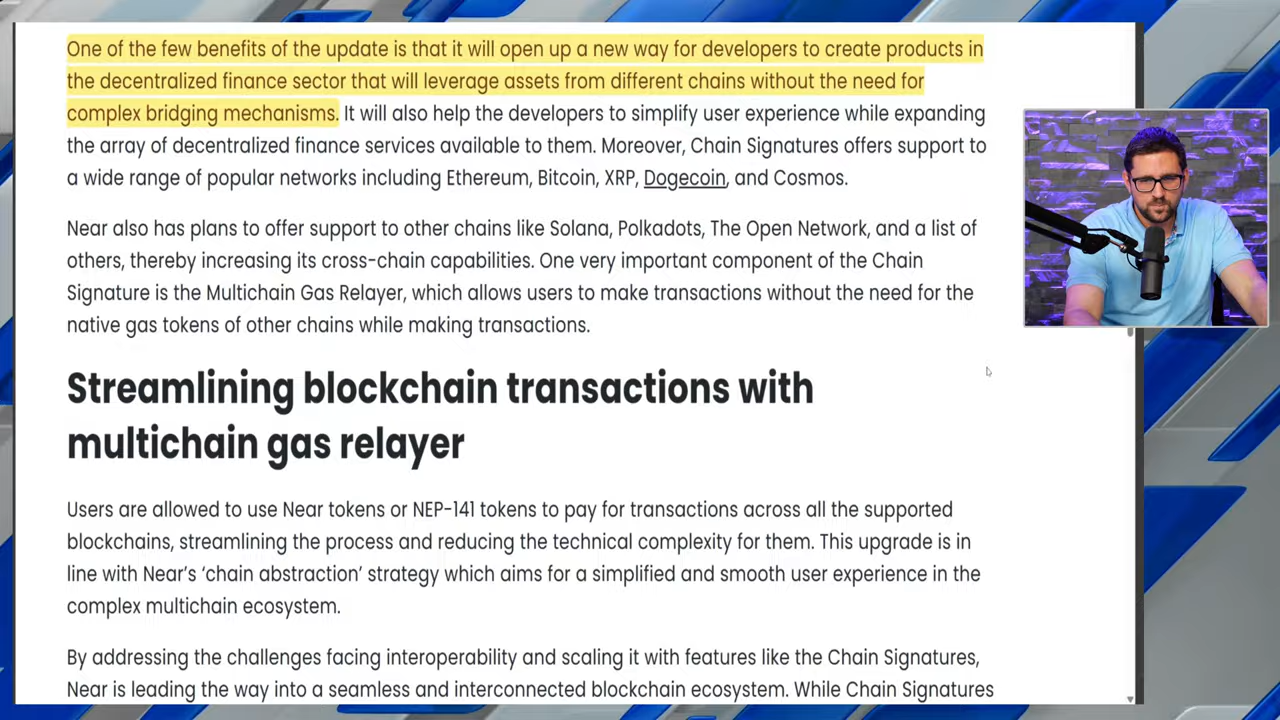 One of the few benefits of the update is that it will open up a new way for developers to create products in
the decentralized finance sector that will leverage assets from different chains without the need for
complex bridging mechanisms. It will also help the developers to simplify user experience while expanding
the array of decentralized finance services available to them. Moreover, Chain Signatures offers support to
a wide range of popular networks including Ethereum, Bitcoin, XRP, Dogecoin, and Cosmos.
Near also has plans to offer support to other chains like Solana, Polkadots, The Open Network, and a list of
others, thereby increasing its cross-chain capabilities. One very important component of the Chain
Signature is the Multichain Gas Relayer, which allows users to make transactions without the need for the
native gas tokens of other chains while making transactions.
Streamlining blockchain transactions with
multichain gas relayer
Users are allowed to use Near tokens or NEP-141 tokens to pay for transactions across all the supported
blockchains, streamlining the process and reducing the technical complexity for them. This upgrade is in
line with Near’s ‘chain abstraction’ strategy which aims for a simplified and smooth user experience in the
complex multichain ecosystem.
By addressing the challenges facing interoperability and scaling it with features like the Chain Signatures,
Near is leading the way into a seamless and interconnected blockchain ecosystem. While Chain Signatures